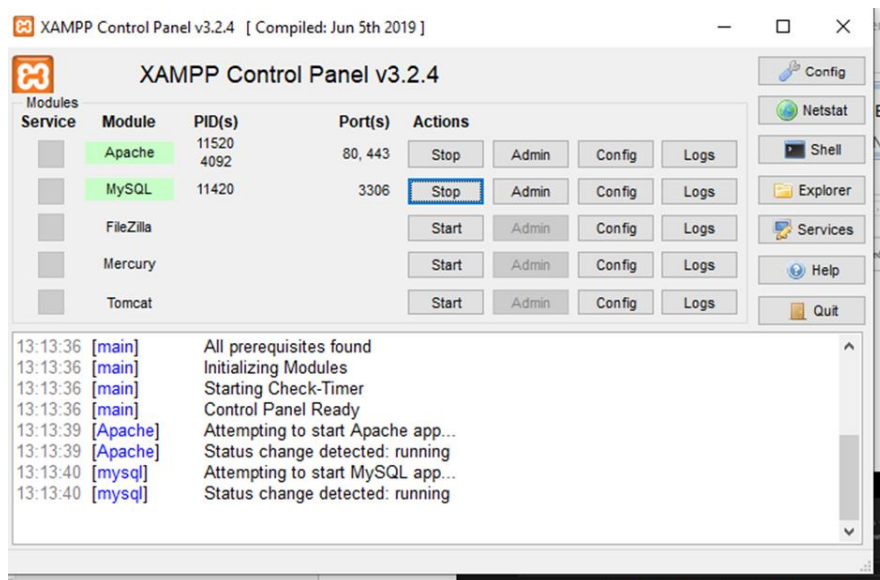 XAMPP Control Panel v3.2.4 [ Compiled: Jun 5th 2019 ]
XAMPP Control Panel v3.2.4
Config
Modules
Service Module PID(s) Port(s) Actions
Netstat
Apache 11520 4092 80, 443 Stop Admin Config Logs
Shell
MySQL 11420 3306 Stop Admin Config Logs
Explorer
FileZilla Start Admin Config Logs
Services
Mercury Start Admin Config Logs
Help
Tomcat Start Admin Config Logs
Quit
13:13:36 [main] All prerequisites found
13:13:36 [main] Initializing Modules
13:13:36 [main] Starting Check-Timer
13:13:36 [main] Control Panel Ready
13:13:39 [Apache] Attempting to start Apache app...
13:13:39 [Apache] Status change detected: running
13:13:40 [mysql] Attempting to start MySQL app...
13:13:40 [mysql] Status change detected: running